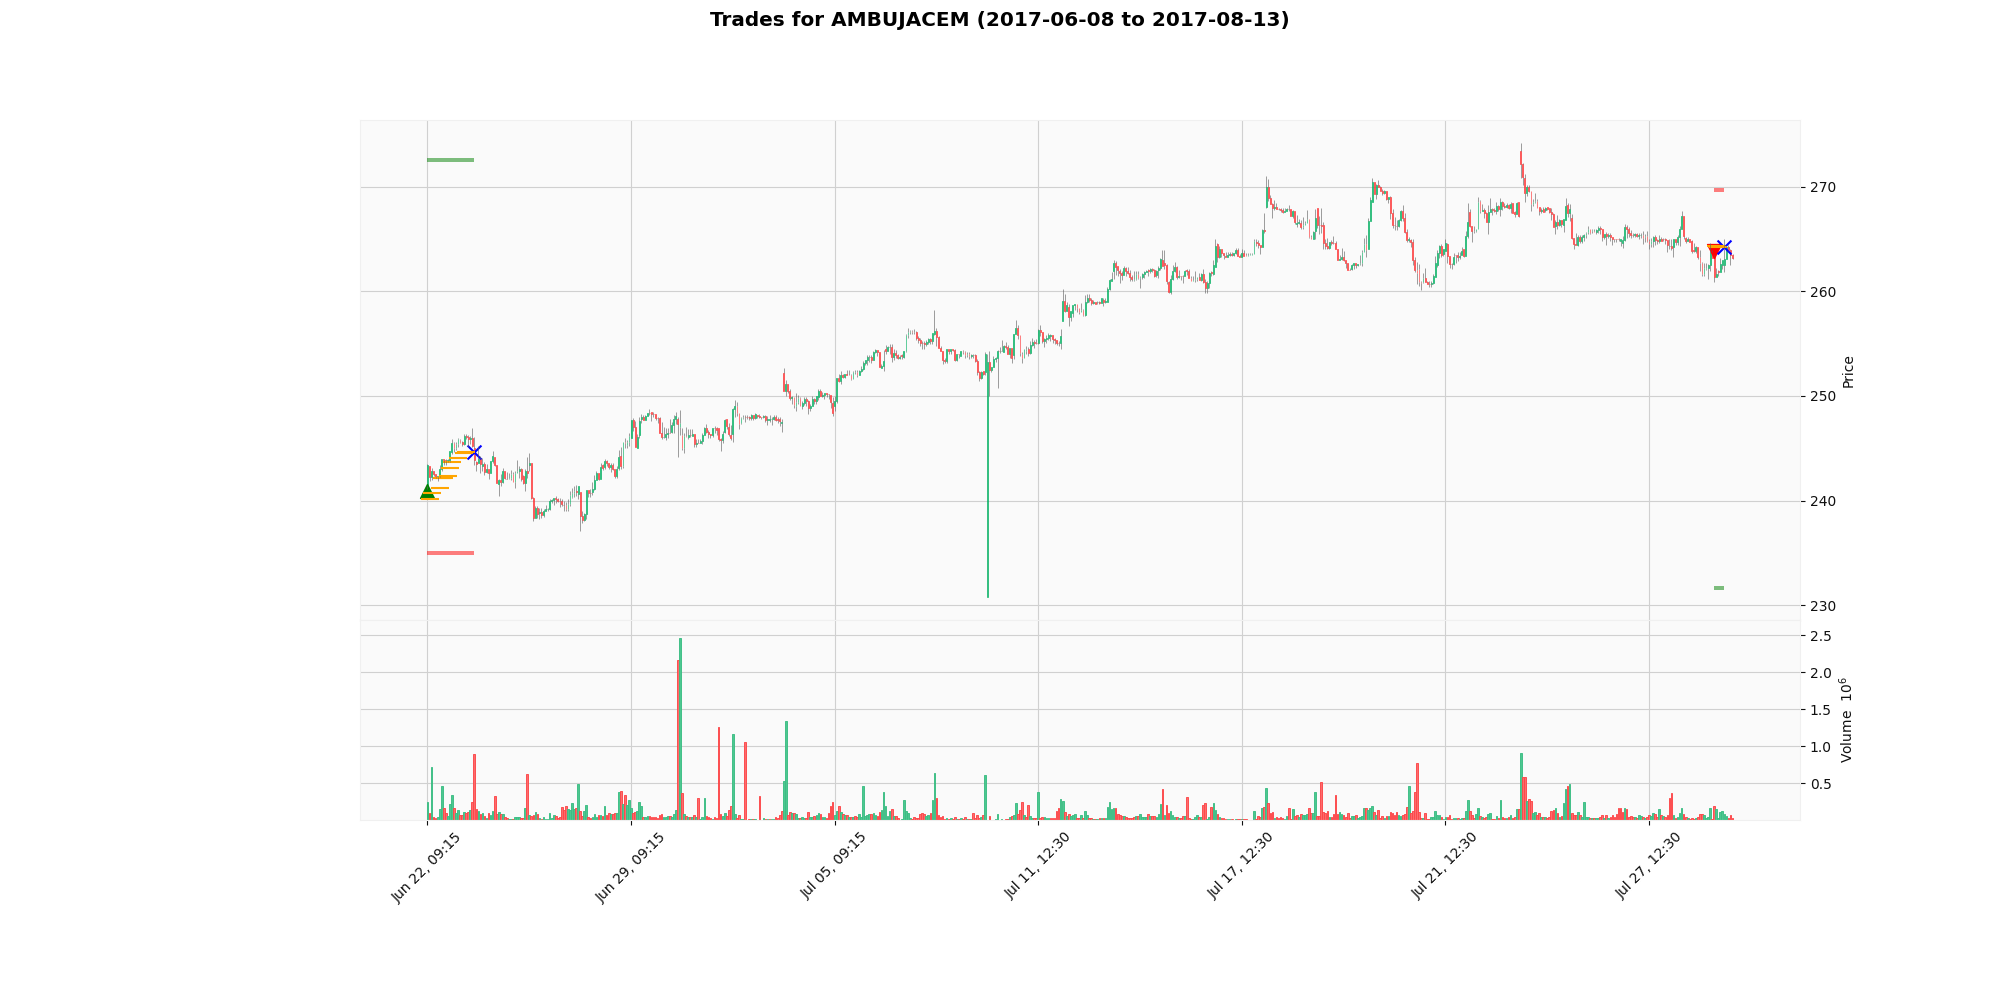 Trades for AMBUJACEM (2017-06-08 to 2017-08-13)
270
260
250
240
230
Price
2.5
2.0
1.5
1.0
0.5
Volume 10⁶
Jun 22, 09:15
Jun 29, 09:15
Jul 05, 09:15
Jul 11, 12:30
Jul 17, 12:30
Jul 21, 12:30
Jul 27, 12:30